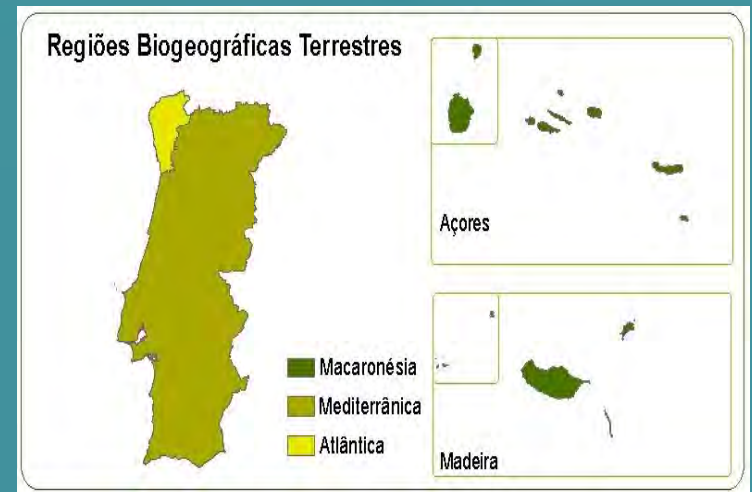 Regiões Biogeográficas Terrestres
Açores
Macaronésia
Mediterrânica
Atlântica
Madeira